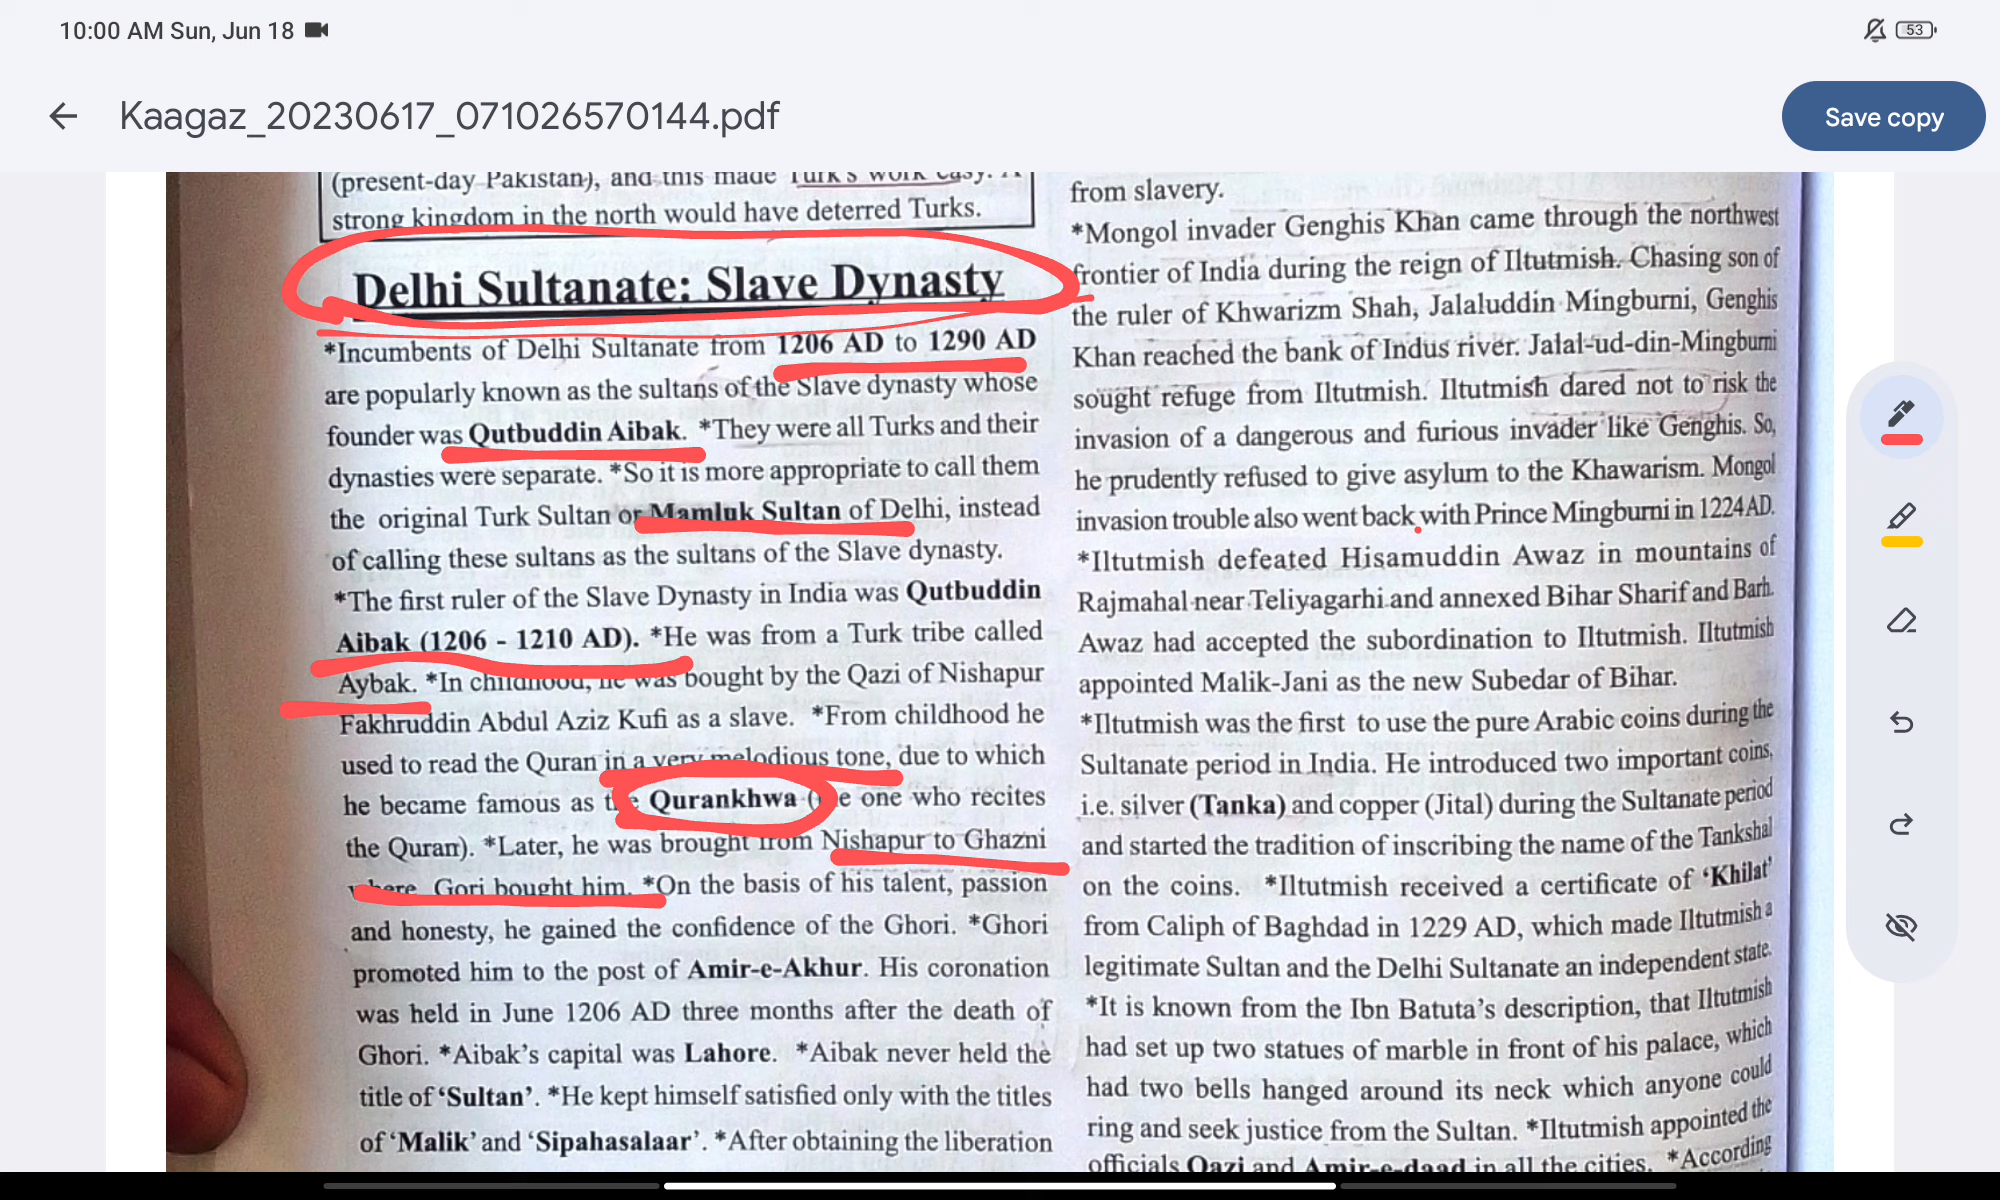 10:00 AM Sun, Jun 18
53
Kaagaz_20230617_071026570144.pdf
Save copy
(present-day Pakistan), and this made Turk's work easy. A
strong kingdom in the north would have deterred Turks.
Delhi Sultanate: Slave Dynasty
*Incumbents of Delhi Sultanate from 1206 AD to 1290 AD
are popularly known as the sultans of the Slave dynasty whose
founder was Qutbuddin Aibak. *They were all Turks and their
dynasties were separate. *So it is more appropriate to call them
the original Turk Sultan or Mamluk Sultan of Delhi, instead
of calling these sultans as the sultans of the Slave dynasty.
*The first ruler of the Slave Dynasty in India was Qutbuddin
Aibak (1206 - 1210 AD). *He was from a Turk tribe called
Aybak. *In childhood, he was bought by the Qazi of Nishapur
Fakhruddin Abdul Aziz Kufi as a slave. *From childhood he
used to read the Quran in a very melodious tone, due to which
he became famous as the Qurankhwa (the one who recites
the Quran). *Later, he was brought from Nishapur to Ghazni
where Gori bought him. *On the basis of his talent, passion
and honesty, he gained the confidence of the Ghori. *Ghori
promoted him to the post of Amir-e-Akhur. His coronation
was held in June 1206 AD three months after the death of
Ghori. *Aibak's capital was Lahore. *Aibak never held the
title of 'Sultan'. *He kept himself satisfied only with the titles
of 'Malik' and 'Sipahasalaar'. *After obtaining the liberation
from slavery.
*Mongol invader Genghis Khan came through the northwest
frontier of India during the reign of Iltutmish. Chasing son of
the ruler of Khwarizm Shah, Jalaluddin Mingburni, Genghis
Khan reached the bank of Indus river. Jalal-ud-din-Mingburni
sought refuge from Iltutmish. Iltutmish dared not to risk the
invasion of a dangerous and furious invader like Genghis. So,
he prudently refused to give asylum to the Khawarism. Mongol
invasion trouble also went back with Prince Mingburni in 1224 AD.
*Iltutmish defeated Hisamuddin Awaz in mountains of
Rajmahal near Teliyagarhi and annexed Bihar Sharif and Barh.
Awaz had accepted the subordination to Iltutmish. Iltutmish
appointed Malik-Jani as the new Subedar of Bihar.
*Iltutmish was the first to use the pure Arabic coins during the
Sultanate period in India. He introduced two important coins,
i.e. silver (Tanka) and copper (Jital) during the Sultanate period
and started the tradition of inscribing the name of the Tankshal
on the coins. *Iltutmish received a certificate of 'Khilat'
from Caliph of Baghdad in 1229 AD, which made Iltutmish a
legitimate Sultan and the Delhi Sultanate an independent state.
*It is known from the Ibn Batuta's description, that Iltutmish
had set up two statues of marble in front of his palace, which
had two bells hanged around its neck which anyone could
ring and seek justice from the Sultan. *Iltutmish appointed the
officials Qazi and Amir-e-daad in all the cities. *According